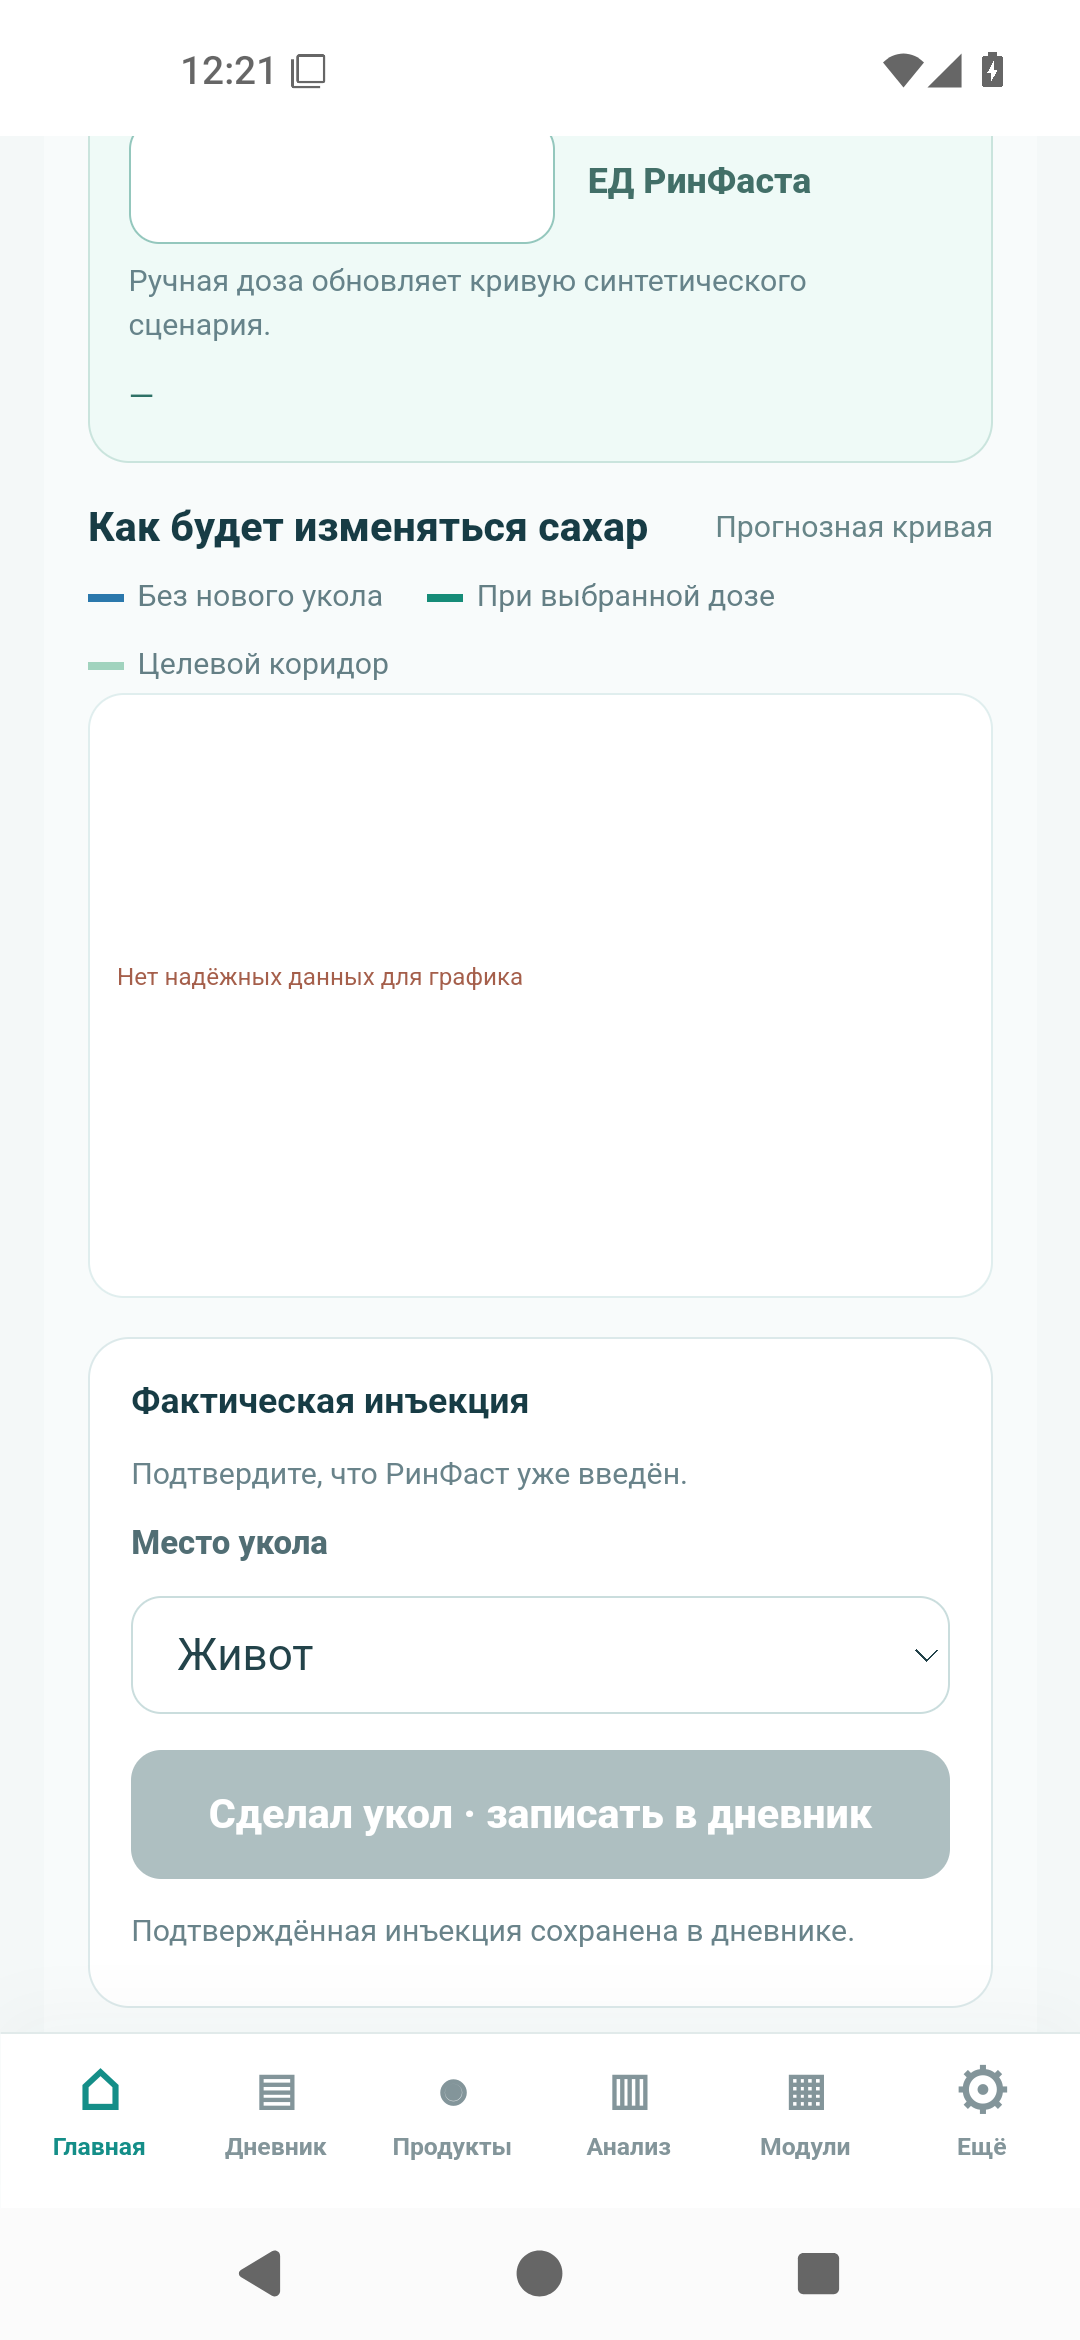 12:21
ЕД РинФаста
Ручная доза обновляет кривую синтетического
сценария.
—
Как будет изменяться сахар
Прогнозная кривая
Без нового укола
При выбранной дозе
Целевой коридор
Нет надёжных данных для графика
Фактическая инъекция
Подтвердите, что РинФаст уже введён.
Место укола
Живот
Сделал укол · записать в дневник
Подтверждённая инъекция сохранена в дневнике.
Главная
Дневник
Продукты
Анализ
Модули
Ещё